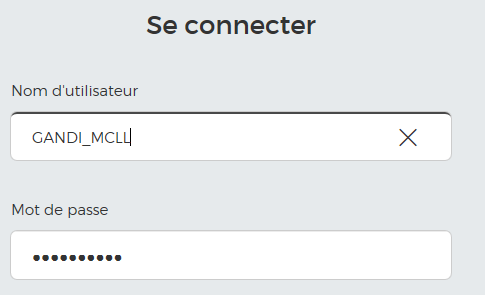 Se connecter
Nom d'utilisateur
GANDI_MCLL
Mot de passe
••••••••••